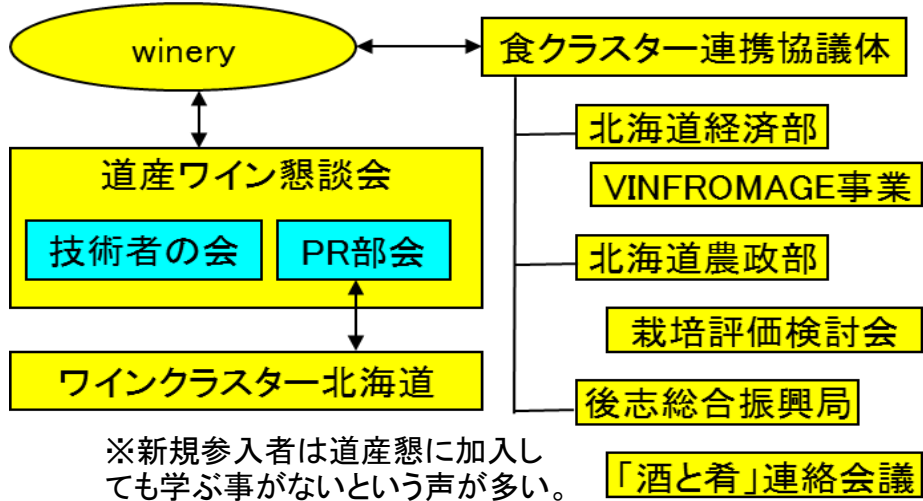 winery
食クラスター連携協議体
北海道経済部
VINFROMAGE事業
北海道農政部
栽培評価検討会
後志総合振興局
「酒と肴」連絡会議
道産ワイン懇談会
技術者の会
PR部会
ワインクラスター北海道
※新規参入者は道産懇に加入し
ても学ぶ事がないという声が多い。